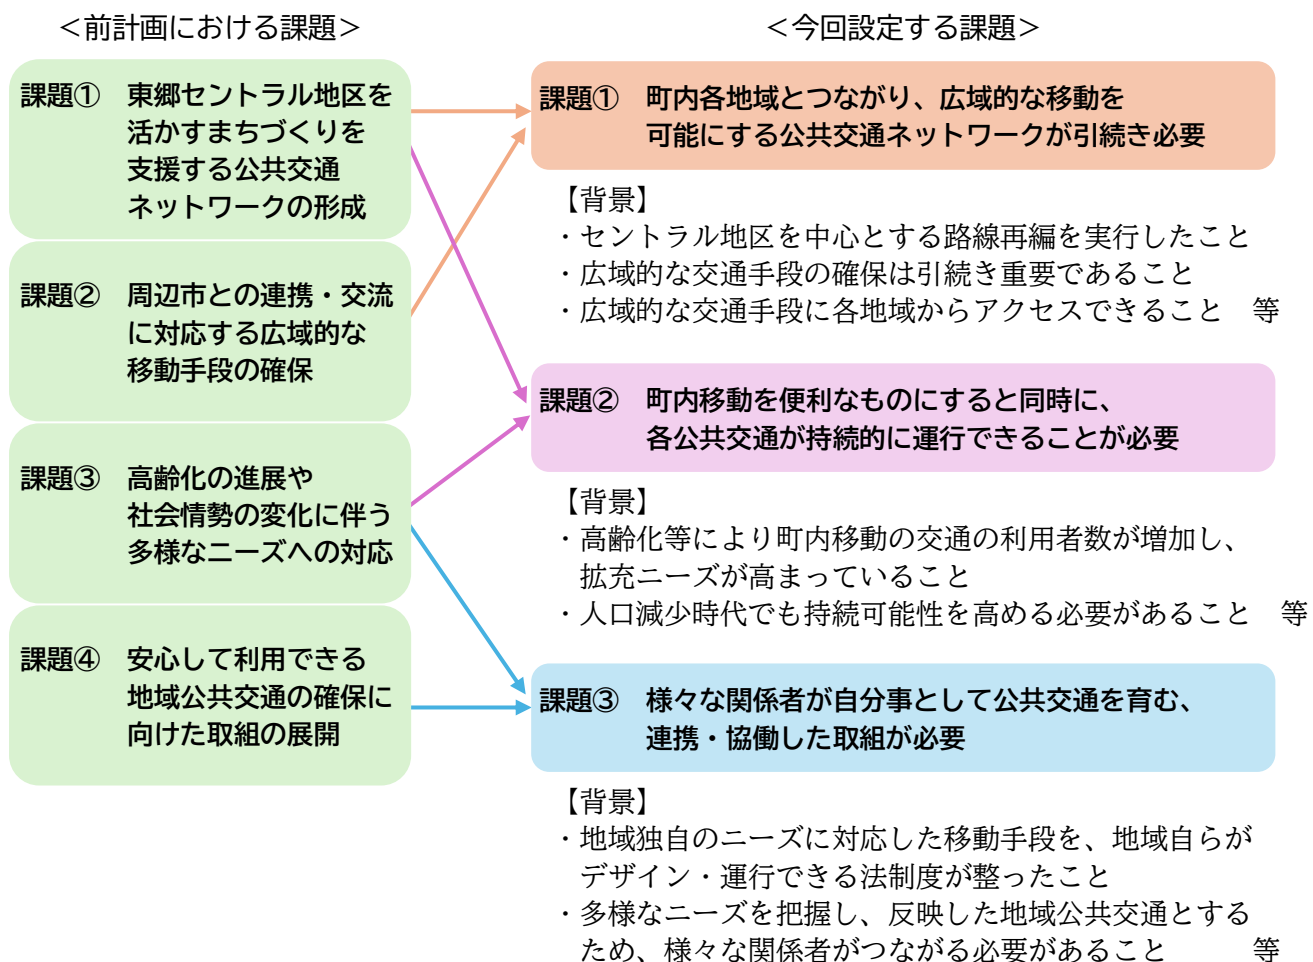 ＜前計画における課題＞
課題①　東郷セントラル地区を
活かすまちづくりを
支援する公共交通
ネットワークの形成
課題②　周辺市との連携・交流
に対応する広域的な
移動手段の確保
課題③　高齢化の進展や
社会情勢の変化に伴う
多様なニーズへの対応
課題④　安心して利用できる
地域公共交通の確保に
向けた取組の展開
＜今回設定する課題＞
課題①　町内各地域とつながり、広域的な移動を
可能にする公共交通ネットワークが引続き必要
【背景】
・セントラル地区を中心とする路線再編を実行したこと
・広域的な交通手段の確保は引続き重要であること
・広域的な交通手段に各地域からアクセスできること　等
課題②　町内移動を便利なものにすると同時に、
各公共交通が持続的に運行できることが必要
【背景】
・高齢化等により町内移動の交通の利用者数が増加し、
拡充ニーズが高まっていること
・人口減少時代でも持続可能性を高める必要があること　等
課題③　様々な関係者が自分事として公共交通を育む、
連携・協働した取組が必要
【背景】
・地域独自のニーズに対応した移動手段を、地域自らが
デザイン・運行できる法制度が整ったこと
・多様なニーズを把握し、反映した地域公共交通とする
ため、様々な関係者がつながる必要があること　等